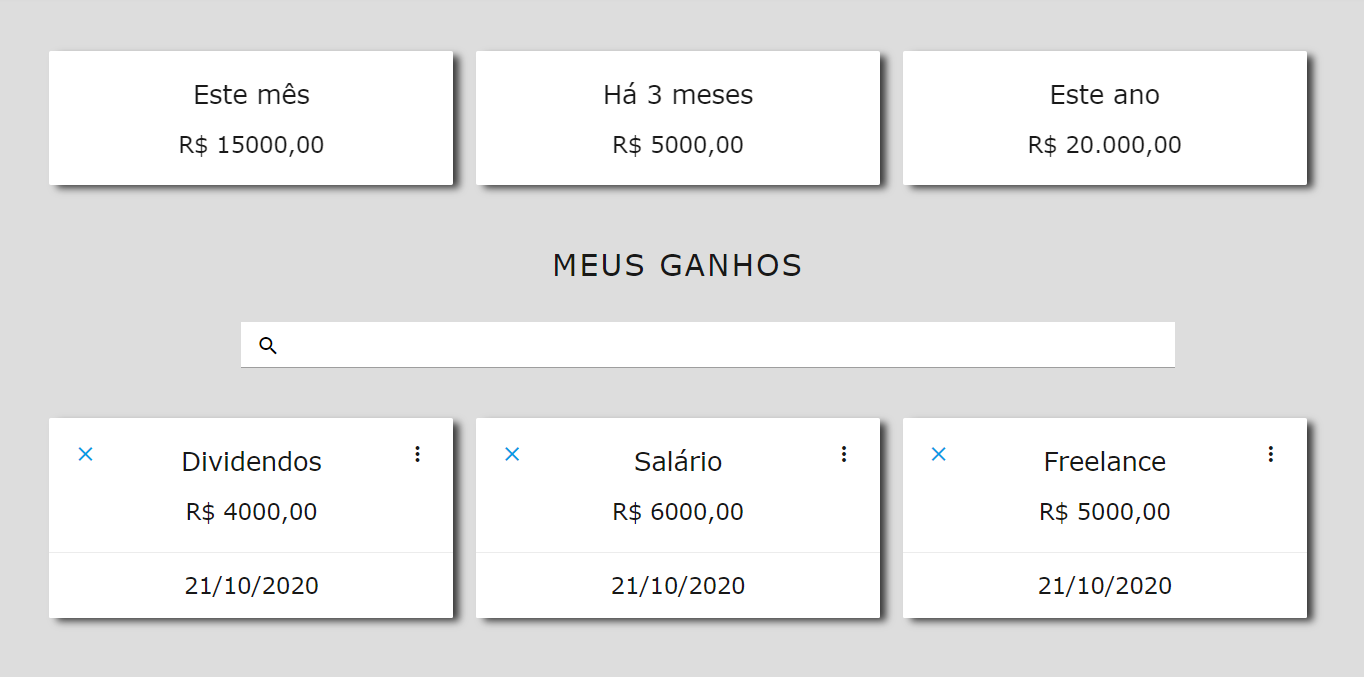 Este mês
R$ 15000,00
Há 3 meses
R$ 5000,00
Este ano
R$ 20.000,00
MEUS GANHOS
Dividendos
R$ 4000,00
21/10/2020
Salário
R$ 6000,00
21/10/2020
Freelance
R$ 5000,00
21/10/2020